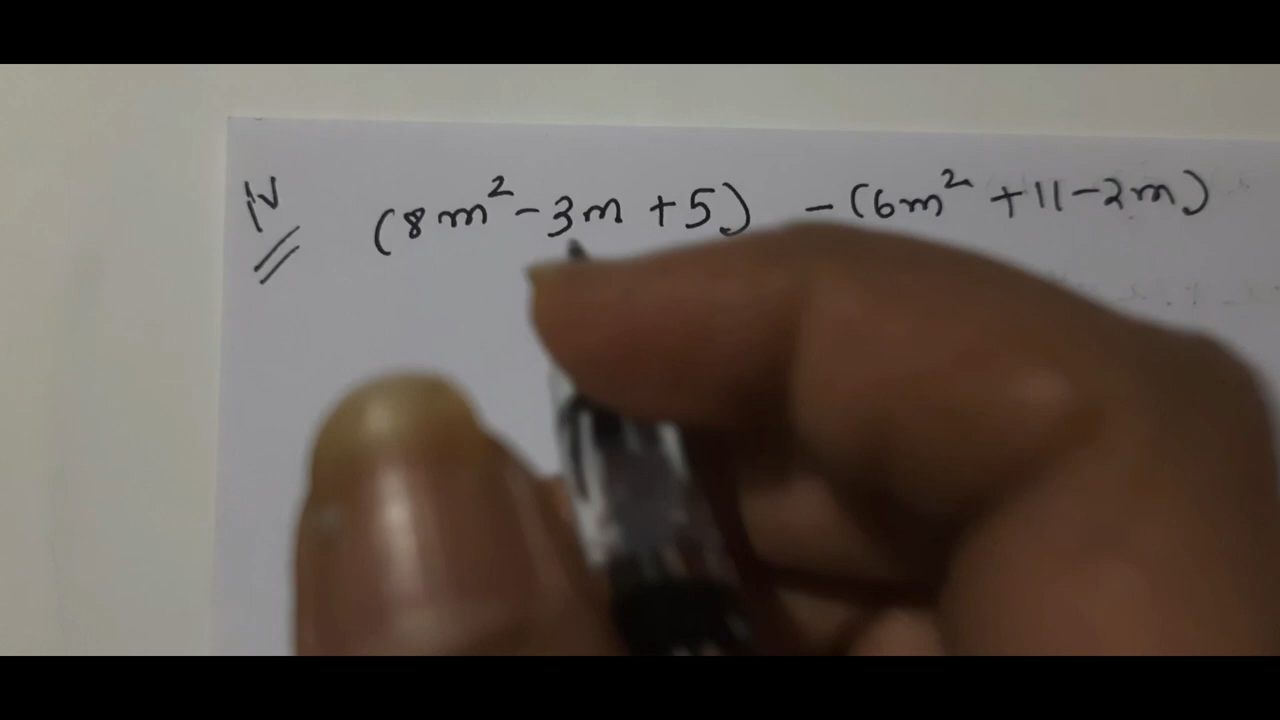 iv (8m² - 3m + 5) - (6m² + 11 - 2m)